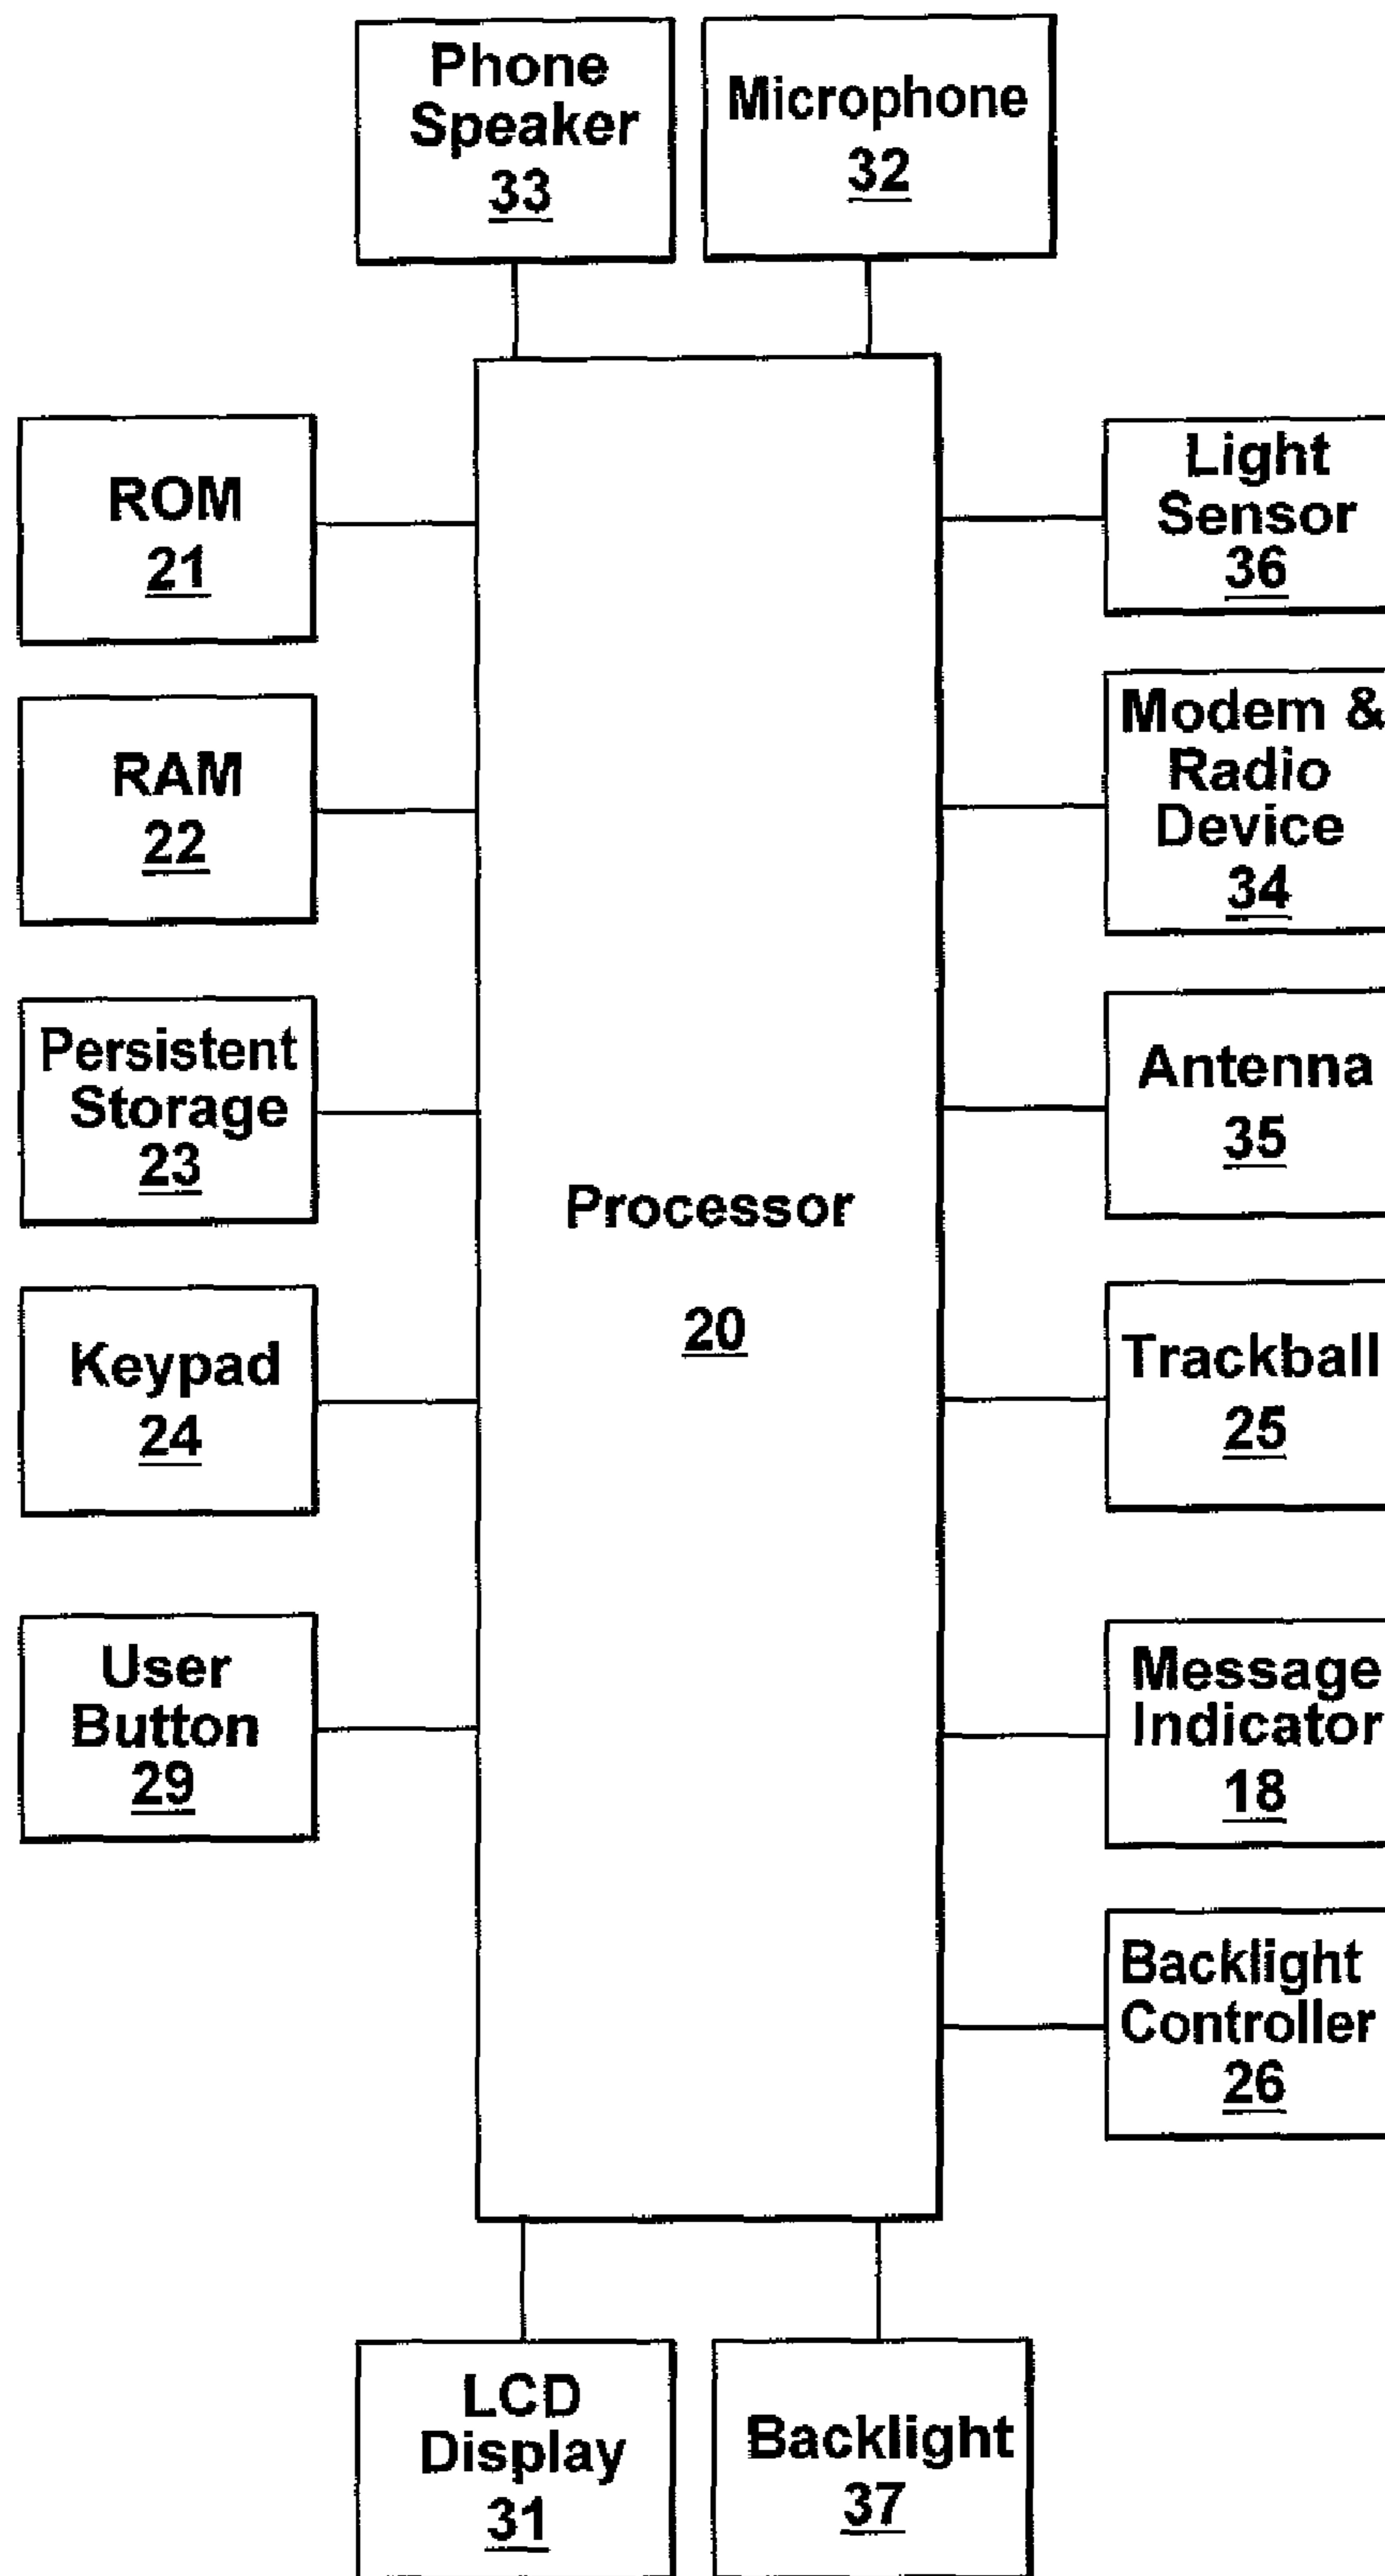 Phone
Speaker
33
Microphone
32
ROM
21
RAM
22
Persistent
Storage
23
Keypad
24
User
Button
29
Processor
20
Light
Sensor
36
Modem &
Radio
Device
34
Antenna
35
Trackball
25
Message
Indicator
18
Backlight
Controller
26
LCD
Display
31
Backlight
37